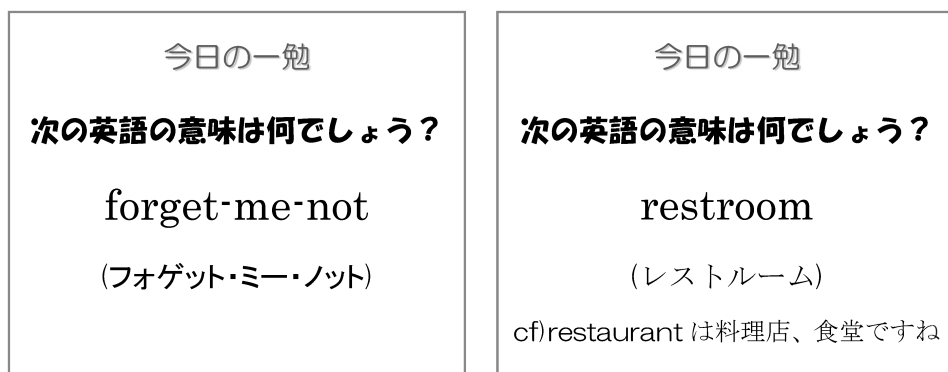 今日の一勉
次の英語の意味は何でしょう？
forget-me-not
(フォゲット・ミー・ノット)
今日の一勉
次の英語の意味は何でしょう？
restroom
(レストルーム)
cf)restaurant は料理店、食堂ですね